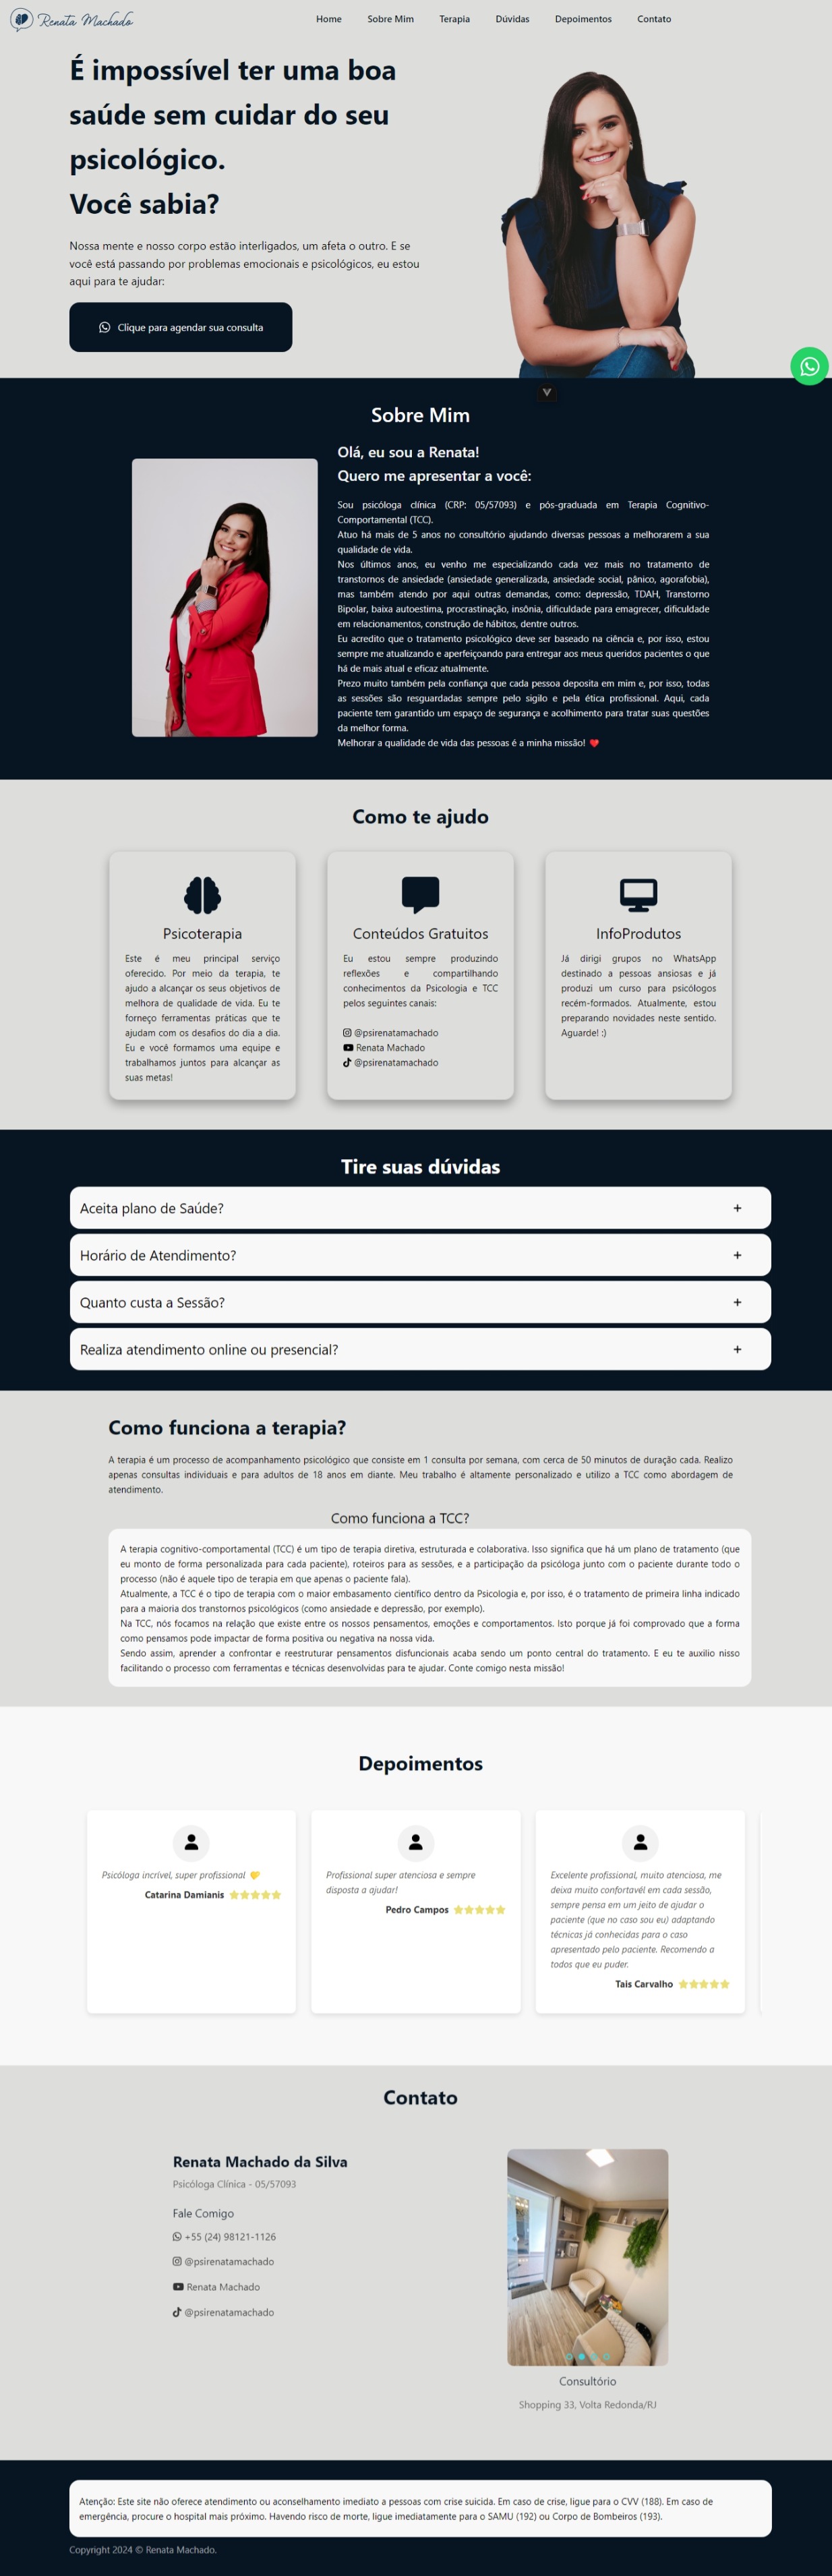 Renata Machado
Home Sobre Mim Terapia Dúvidas Depoimentos Contato
É impossível ter uma boa
saúde sem cuidar do seu
psicológico.
Você sabia?
Nossa mente e nosso corpo estão interligados, um afeta o outro. E se
você está passando por problemas emocionais e psicológicos, eu estou
aqui para te ajudar:
Clique para agendar sua consulta
Sobre Mim
Olá, eu sou a Renata!
Quero me apresentar a você:
Sou psicóloga clínica (CRP: 05/57093) e pós-graduada em Terapia Cognitivo-
Comportamental (TCC).
Atuo há mais de 5 anos no consultório ajudando diversas pessoas a melhorarem a sua
qualidade de vida.
Nos últimos anos, eu venho me especializando cada vez mais no tratamento de
transtornos de ansiedade (ansiedade generalizada, ansiedade social, pânico, agorafobia),
mas também atendo por aqui outras demandas, como: depressão, TDAH, Transtorno
Bipolar, baixa autoestima, procrastinação, insônia, dificuldade para emagrecer, dificuldade
em relacionamentos, construção de hábitos, dentre outros.
Eu acredito que o tratamento psicológico deve ser baseado na ciência e, por isso, estou
sempre me atualizando e aperfeiçoando para entregar aos meus queridos pacientes o que
há de mais atual e eficaz atualmente.
Prezo muito também pela confiança que cada pessoa deposita em mim e, por isso, todas
as sessões são resguardadas sempre pelo sigilo e pela ética profissional. Aqui, cada
paciente tem garantido um espaço de segurança e acolhimento para tratar suas questões
da melhor forma.
Melhorar a qualidade de vida das pessoas é a minha missão! ❤️
Como te ajudo
Psicoterapia
Este é meu principal serviço
oferecido. Por meio da terapia, te
ajudo a alcançar os seus objetivos de
melhora de qualidade de vida. Eu te
forneço ferramentas práticas que te
ajudam com os desafios do dia a dia.
Eu e você formamos uma equipe e
trabalhamos juntos para alcançar as
suas metas!
Conteúdos Gratuitos
Eu estou sempre produzindo
reflexões e compartilhando
conhecimentos da Psicologia e TCC
pelos seguintes canais:
@psirenatamachado
Renata Machado
@psirenatamachado
InfoProdutos
Já dirigi grupos no WhatsApp
destinado a pessoas ansiosas e já
produzi um curso para psicólogos
recém-formados. Atualmente, estou
preparando novidades neste sentido.
Aguarde! :)
Tire suas dúvidas
Aceita plano de Saúde? +
Horário de Atendimento? +
Quanto custa a Sessão? +
Realiza atendimento online ou presencial? +
Como funciona a terapia?
A terapia é um processo de acompanhamento psicológico que consiste em 1 consulta por semana, com cerca de 50 minutos de duração cada. Realizo
apenas consultas individuais e para adultos de 18 anos em diante. Meu trabalho é altamente personalizado e utilizo a TCC como abordagem de
atendimento.
Como funciona a TCC?
A terapia cognitivo-comportamental (TCC) é um tipo de terapia diretiva, estruturada e colaborativa. Isso significa que há um plano de tratamento (que
eu monto de forma personalizada para cada paciente), roteiros para as sessões, e a participação da psicóloga junto com o paciente durante todo o
processo (não é aquele tipo de terapia em que apenas o paciente fala).
Atualmente, a TCC é o tipo de terapia com o maior embasamento científico dentro da Psicologia e, por isso, é o tratamento de primeira linha indicado
para a maioria dos transtornos psicológicos (como ansiedade e depressão, por exemplo).
Na TCC, nós focamos na relação que existe entre os nossos pensamentos, emoções e comportamentos. Isto porque já foi comprovado que a forma
como pensamos pode impactar de forma positiva ou negativa na nossa vida.
Sendo assim, aprender a confrontar e reestruturar pensamentos disfuncionais acaba sendo um ponto central do tratamento. E eu te auxilio nisso
facilitando o processo com ferramentas e técnicas desenvolvidas para te ajudar. Conte comigo nesta missão!
Depoimentos
Psicóloga incrível, super profissional 💛
Catarina Damianis
Profissional super atenciosa e sempre
disposta a ajudar!
Pedro Campos
Excelente profissional, muito atenciosa, me
deixa muito confortavél em cada sessão,
sempre pensa em um jeito de ajudar o
paciente (que no caso sou eu) adaptando
técnicas já conhecidas para o caso
apresentado pelo paciente. Recomendo a
todos que eu puder.
Tais Carvalho
Contato
Renata Machado da Silva
Psicóloga Clínica - 05/57093
Fale Comigo
+55 (24) 98121-1126
@psirenatamachado
Renata Machado
@psirenatamachado
Consultório
Shopping 33, Volta Redonda/RJ
Atenção: Este site não oferece atendimento ou aconselhamento imediato a pessoas com crise suicida. Em caso de crise, ligue para o CVV (188). Em caso de
emergência, procure o hospital mais próximo. Havendo risco de morte, ligue imediatamente para o SAMU (192) ou Corpo de Bombeiros (193).
Copyright 2024 © Renata Machado.